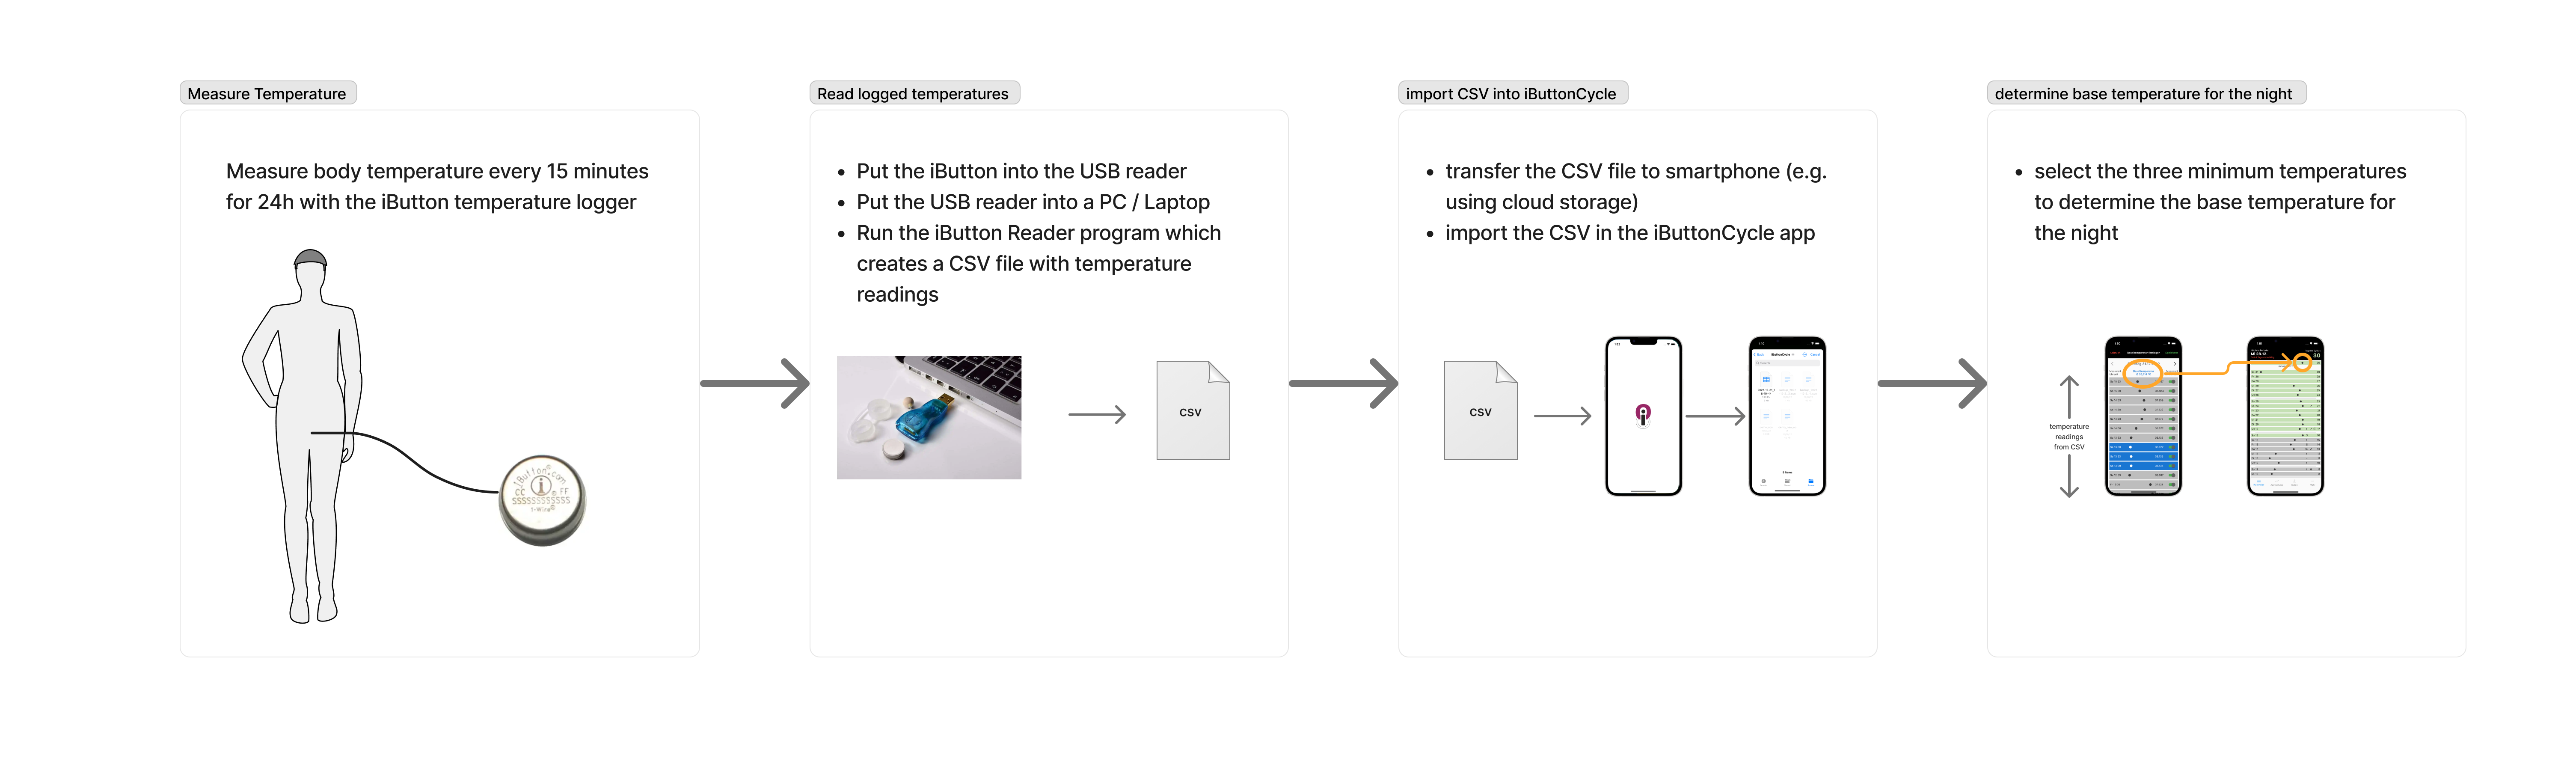 Measure Temperature
Measure body temperature every 15 minutes
for 24h with the iButton temperature logger
iButton.com
CC
FF
SSSSSSSSSSSS
1-Wire
Read logged temperatures
Put the iButton into the USB reader
Put the USB reader into a PC / Laptop
Run the iButton Reader program which
creates a CSV file with temperature
readings
CSV
import CSV into iButtonCycle
transfer the CSV file to smartphone (e.g.
using cloud storage)
import the CSV in the iButtonCycle app
CSV
determine base temperature for the night
select the three minimum temperatures
to determine the base temperature for
the night
temperature
readings
from CSV
30